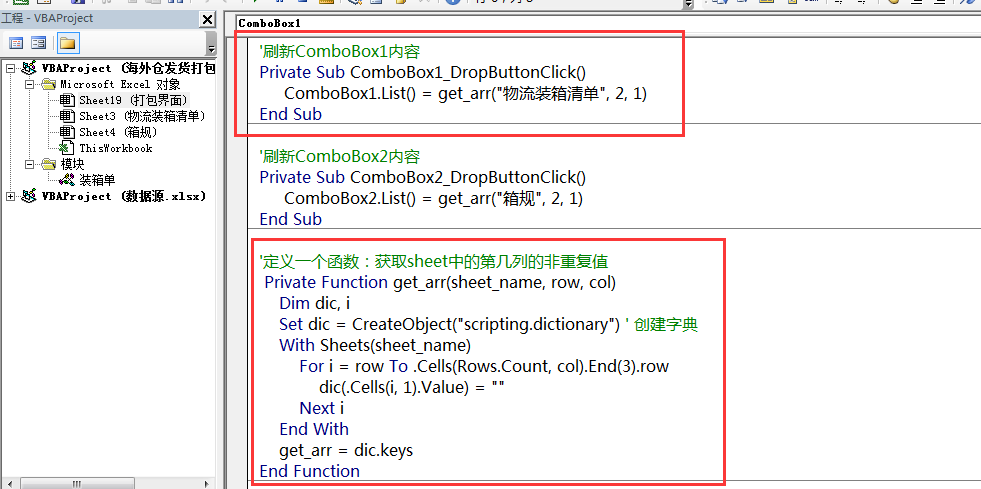 工程 - VBAProject
VBAProject (海外仓发货打包
Microsoft Excel 对象
Sheet19 (打包界面)
Sheet3 (物流装箱清单)
Sheet4 (箱规)
ThisWorkbook
模块
装箱单
VBAProject (数据源.xlsx)
ComboBox1
'刷新ComboBox1内容
Private Sub ComboBox1_DropButtonClick()
ComboBox1.List() = get_arr("物流装箱清单", 2, 1)
End Sub
'刷新ComboBox2内容
Private Sub ComboBox2_DropButtonClick()
ComboBox2.List() = get_arr("箱规", 2, 1)
End Sub
'定义一个函数：获取sheet中的第几列的非重复值
Private Function get_arr(sheet_name, row, col)
Dim dic, i
Set dic = CreateObject("scripting.dictionary") ' 创建字典
With Sheets(sheet_name)
For i = row To .Cells(Rows.Count, col).End(3).row
dic(.Cells(i, 1).Value) = ""
Next i
End With
get_arr = dic.keys
End Function